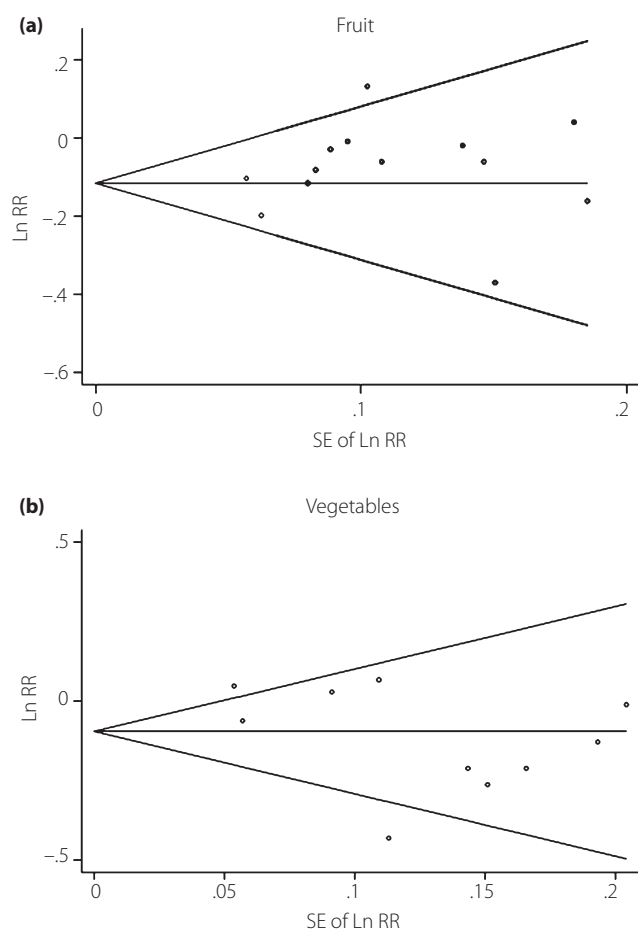 (a)
Fruit
.2
0
−.2
−.4
−.6
Ln RR
0
.1
.2
SE of Ln RR
(b)
Vegetables
.5
0
−.5
Ln RR
0
.05
.1
.15
.2
SE of Ln RR